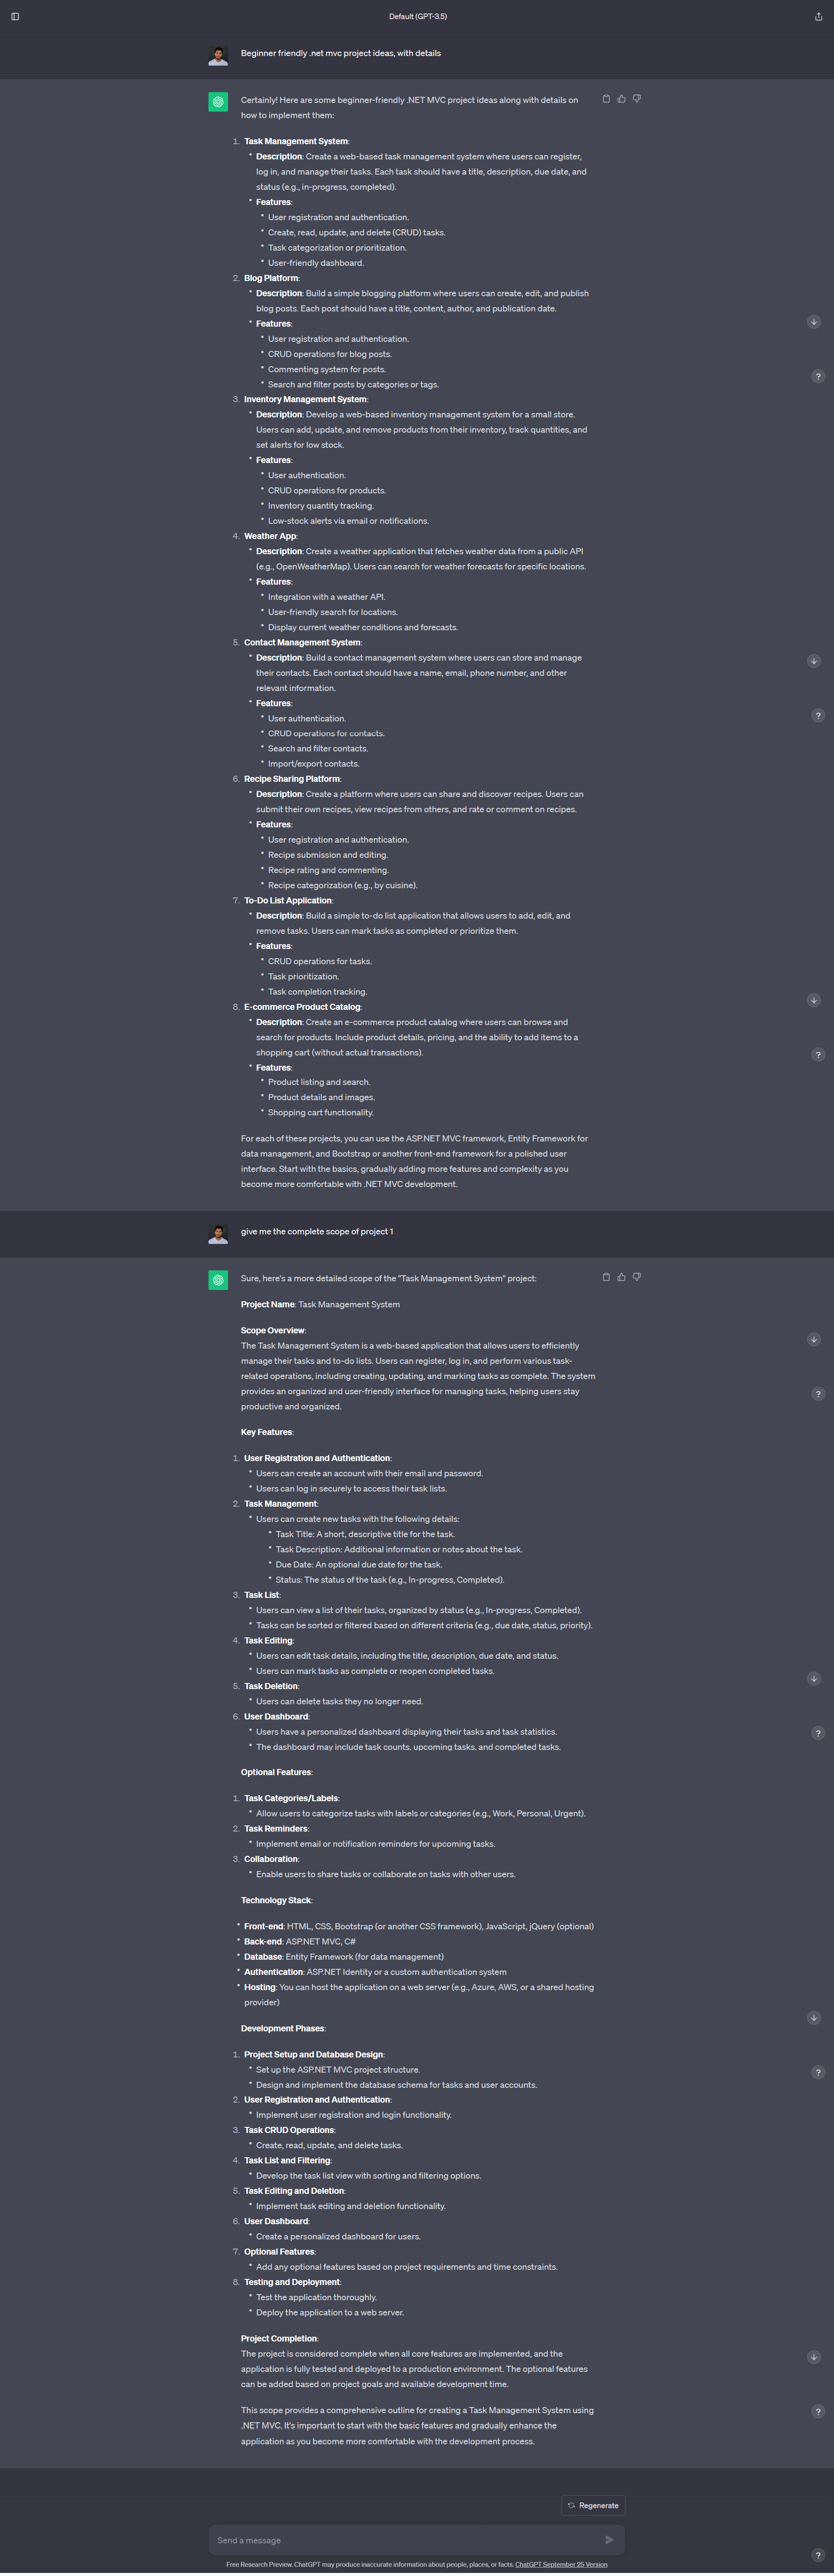 Default (GPT-3.5)
Beginner friendly .net mvc project ideas, with details
Certainly! Here are some beginner-friendly .NET MVC project ideas along with details on
how to implement them:
1. Task Management System:
• Description: Create a web-based task management system where users can register,
log in, and manage their tasks. Each task should have a title, description, due date, and
status (e.g., in-progress, completed).
• Features:
• User registration and authentication.
• Create, read, update, and delete (CRUD) tasks.
• Task categorization or prioritization.
• User-friendly dashboard.
2. Blog Platform:
• Description: Build a simple blogging platform where users can create, edit, and publish
blog posts. Each post should have a title, content, author, and publication date.
• Features:
• User registration and authentication.
• CRUD operations for blog posts.
• Commenting system for posts.
• Search and filter posts by categories or tags.
3. Inventory Management System:
• Description: Develop a web-based inventory management system for a small store.
Users can add, update, and remove products from their inventory, track quantities, and
set alerts for low stock.
• Features:
• User authentication.
• CRUD operations for products.
• Inventory quantity tracking.
• Low-stock alerts via email or notifications.
4. Weather App:
• Description: Create a weather application that fetches weather data from a public API
(e.g., OpenWeatherMap). Users can search for weather forecasts for specific locations.
• Features:
• Integration with a weather API.
• User-friendly search for locations.
• Display current weather conditions and forecasts.
5. Contact Management System:
• Description: Build a contact management system where users can store and manage
their contacts. Each contact should have a name, email, phone number, and other
relevant information.
• Features:
• User authentication.
• CRUD operations for contacts.
• Search and filter contacts.
• Import/export contacts.
6. Recipe Sharing Platform:
• Description: Create a platform where users can share and discover recipes. Users can
submit their own recipes, view recipes from others, and rate or comment on recipes.
• Features:
• User registration and authentication.
• Recipe submission and editing.
• Recipe rating and commenting.
• Recipe categorization (e.g., by cuisine).
7. To-Do List Application:
• Description: Build a simple to-do list application that allows users to add, edit, and
remove tasks. Users can mark tasks as completed or prioritize them.
• Features:
• CRUD operations for tasks.
• Task prioritization.
• Task completion tracking.
8. E-commerce Product Catalog:
• Description: Create an e-commerce product catalog where users can browse and
search for products. Include product details, pricing, and the ability to add items to a
shopping cart (without actual transactions).
• Features:
• Product listing and search.
• Product details and images.
• Shopping cart functionality.
For each of these projects, you can use the ASP.NET MVC framework, Entity Framework for
data management, and Bootstrap or another front-end framework for a polished user
interface. Start with the basics, gradually adding more features and complexity as you
become more comfortable with .NET MVC development.
give me the complete scope of project 1
Sure, here's a more detailed scope of the "Task Management System" project:
Project Name: Task Management System
Scope Overview:
The Task Management System is a web-based application that allows users to efficiently
manage their tasks and to-do lists. Users can register, log in, and perform various task-
related operations, including creating, updating, and marking tasks as complete. The system
provides an organized and user-friendly interface for managing tasks, helping users stay
productive and organized.
Key Features:
1. User Registration and Authentication:
• Users can create an account with their email and password.
• Users can log in securely to access their task lists.
2. Task Management:
• Users can create new tasks with the following details:
• Task Title: A short, descriptive title for the task.
• Task Description: Additional information or notes about the task.
• Due Date: An optional due date for the task.
• Status: The status of the task (e.g., In-progress, Completed).
3. Task List:
• Users can view a list of their tasks, organized by status (e.g., In-progress, Completed).
• Tasks can be sorted or filtered based on different criteria (e.g., due date, status, priority).
4. Task Editing:
• Users can edit task details, including the title, description, due date, and status.
• Users can mark tasks as complete or reopen completed tasks.
5. Task Deletion:
• Users can delete tasks they no longer need.
6. User Dashboard:
• Users have a personalized dashboard displaying their tasks and task statistics.
• The dashboard may include task counts, upcoming tasks, and completed tasks.
Optional Features:
1. Task Categories/Labels:
• Allow users to categorize tasks with labels or categories (e.g., Work, Personal, Urgent).
2. Task Reminders:
• Implement email or notification reminders for upcoming tasks.
3. Collaboration:
• Enable users to share tasks or collaborate on tasks with other users.
Technology Stack:
• Front-end: HTML, CSS, Bootstrap (or another CSS framework), JavaScript, jQuery (optional)
• Back-end: ASP.NET MVC, C#
• Database: Entity Framework (for data management)
• Authentication: ASP.NET Identity or a custom authentication system
• Hosting: You can host the application on a web server (e.g., Azure, AWS, or a shared hosting
provider)
Development Phases:
1. Project Setup and Database Design:
• Set up the ASP.NET MVC project structure.
• Design and implement the database schema for tasks and user accounts.
2. User Registration and Authentication:
• Implement user registration and login functionality.
3. Task CRUD Operations:
• Create, read, update, and delete tasks.
4. Task List and Filtering:
• Develop the task list view with sorting and filtering options.
5. Task Editing and Deletion:
• Implement task editing and deletion functionality.
6. User Dashboard:
• Create a personalized dashboard for users.
7. Optional Features:
• Add any optional features based on project requirements and time constraints.
8. Testing and Deployment:
• Test the application thoroughly.
• Deploy the application to a web server.
Project Completion:
The project is considered complete when all core features are implemented, and the
application is fully tested and deployed to a production environment. The optional features
can be added based on project goals and available development time.
This scope provides a comprehensive outline for creating a Task Management System using
.NET MVC. It's important to start with the basic features and gradually enhance the
application as you become more comfortable with the development process.
Regenerate
Send a message
Free Research Preview. ChatGPT may produce inaccurate information about people, places, or facts. ChatGPT September 25 Version